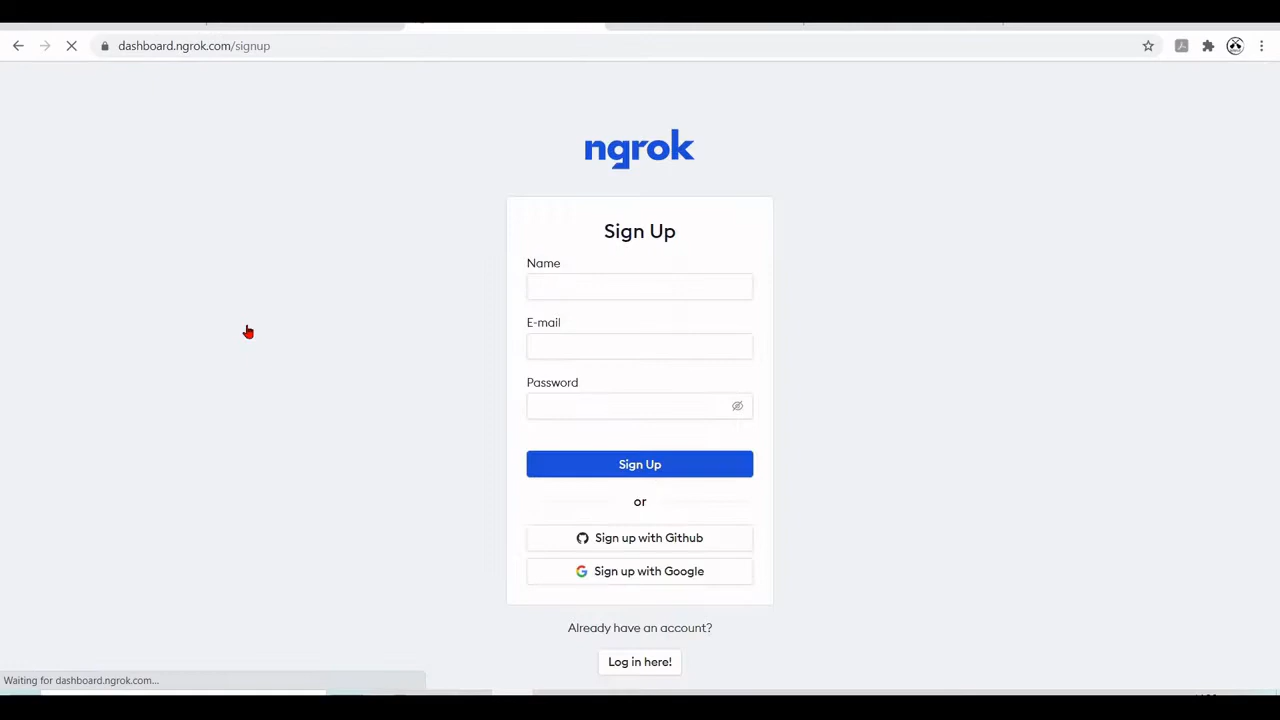 dashboard.ngrok.com/signup
ngrok
Sign Up
Name
E-mail
Password
Sign Up
or
Sign up with Github
Sign up with Google
Already have an account?
Log in here!
Waiting for dashboard.ngrok.com...